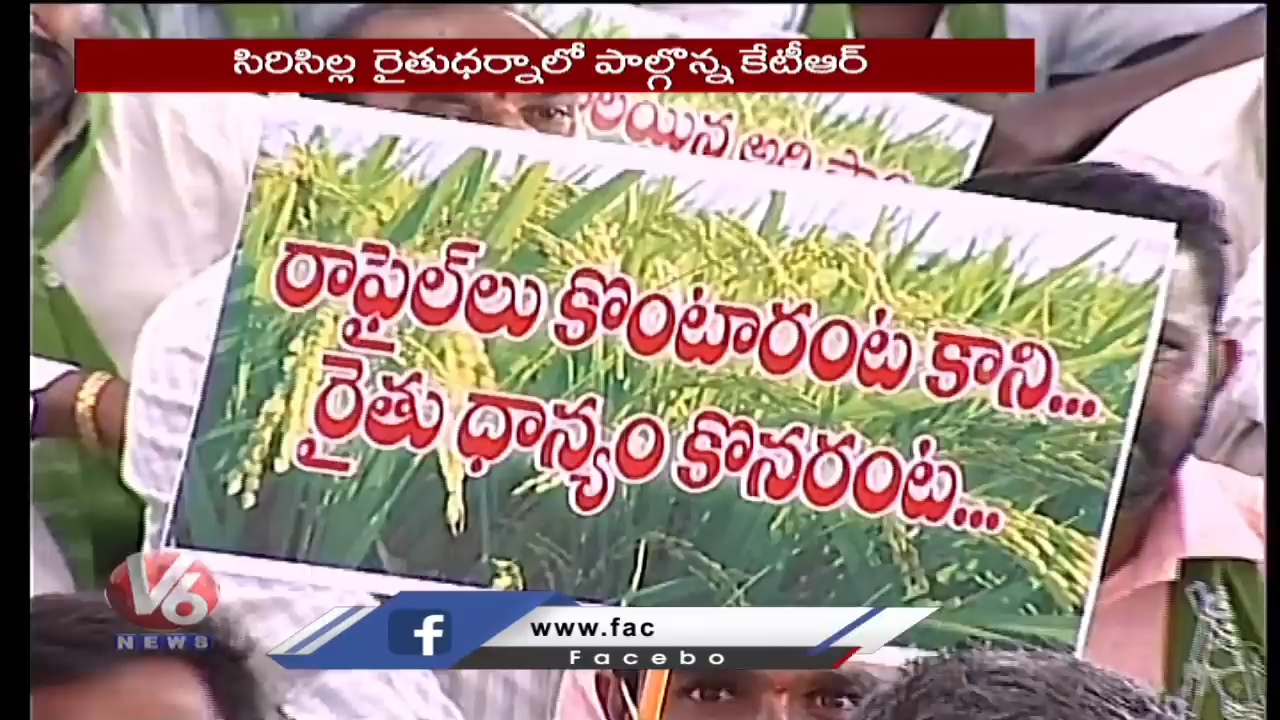 సిరిసిల్ల రైతుధర్నాలో పాల్గొన్న కేటీఆర్
రాఫైల్‌లు కొంటారంట కాని...
రైతు ధాన్యం కొనరంట...
V6
NEWS
f
www.fac
Facebo